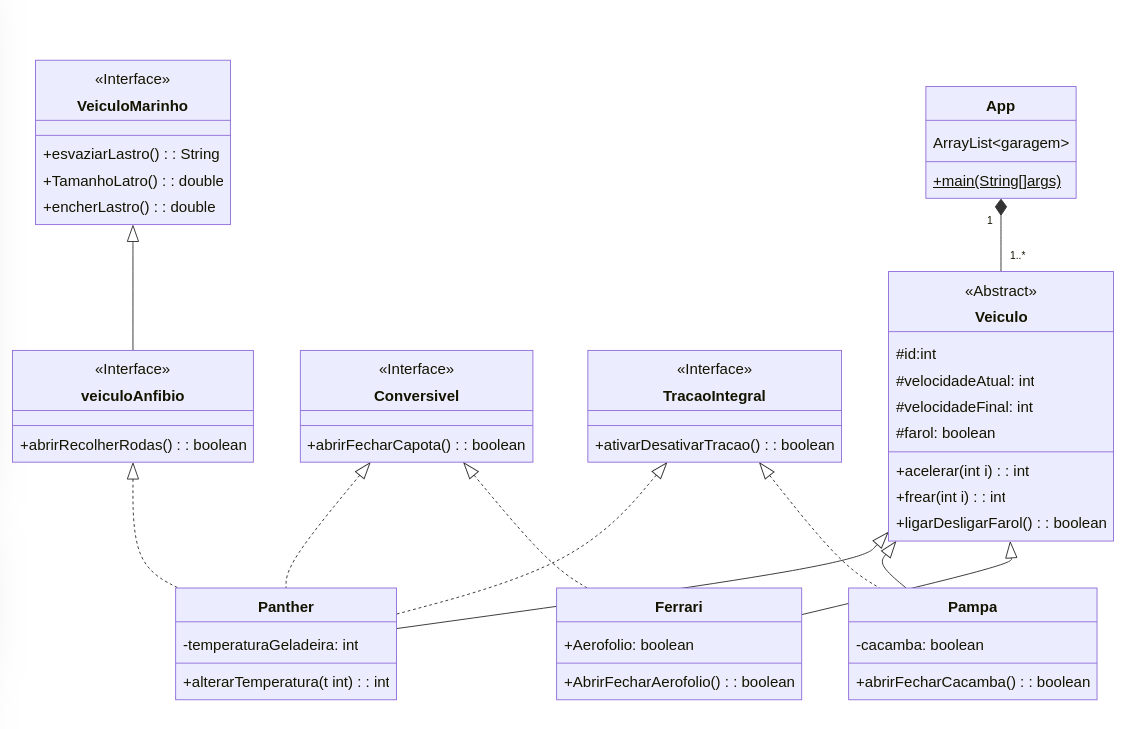 «Interface»
VeiculoMarinho
+esvaziarLastro() : : String
+TamanhoLatro() : : double
+encherLastro() : : double
App
ArrayList<garagem>
+main(String[]args)
1
1..*
«Abstract»
Veiculo
#id:int
#velocidadeAtual: int
#velocidadeFinal: int
#farol: boolean
+acelerar(int i) : : int
+frear(int i) : : int
+ligarDesligarFarol() : : boolean
«Interface»
veiculoAnfibio
+abrirRecolherRodas() : : boolean
«Interface»
Conversivel
+abrirFecharCapota() : : boolean
«Interface»
TracaoIntegral
+ativarDesativarTracao() : : boolean
Panther
-temperaturaGeladeira: int
+alterarTemperatura(t int) : : int
Ferrari
+Aerofolio: boolean
+AbrirFecharAerofolio() : : boolean
Pampa
-cacamba: boolean
+abrirFecharCacamba() : : boolean